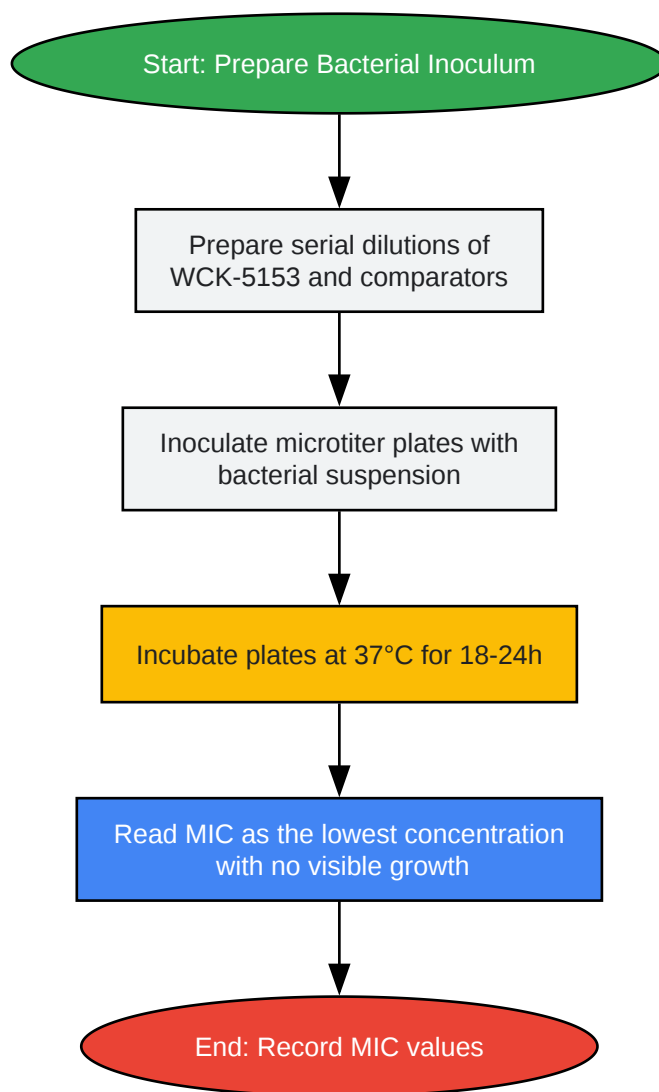 Start: Prepare Bacterial Inoculum
Prepare serial dilutions of
WCK-5153 and comparators
Inoculate microtiter plates with
bacterial suspension
Incubate plates at 37°C for 18-24h
Read MIC as the lowest concentration
with no visible growth
End: Record MIC values